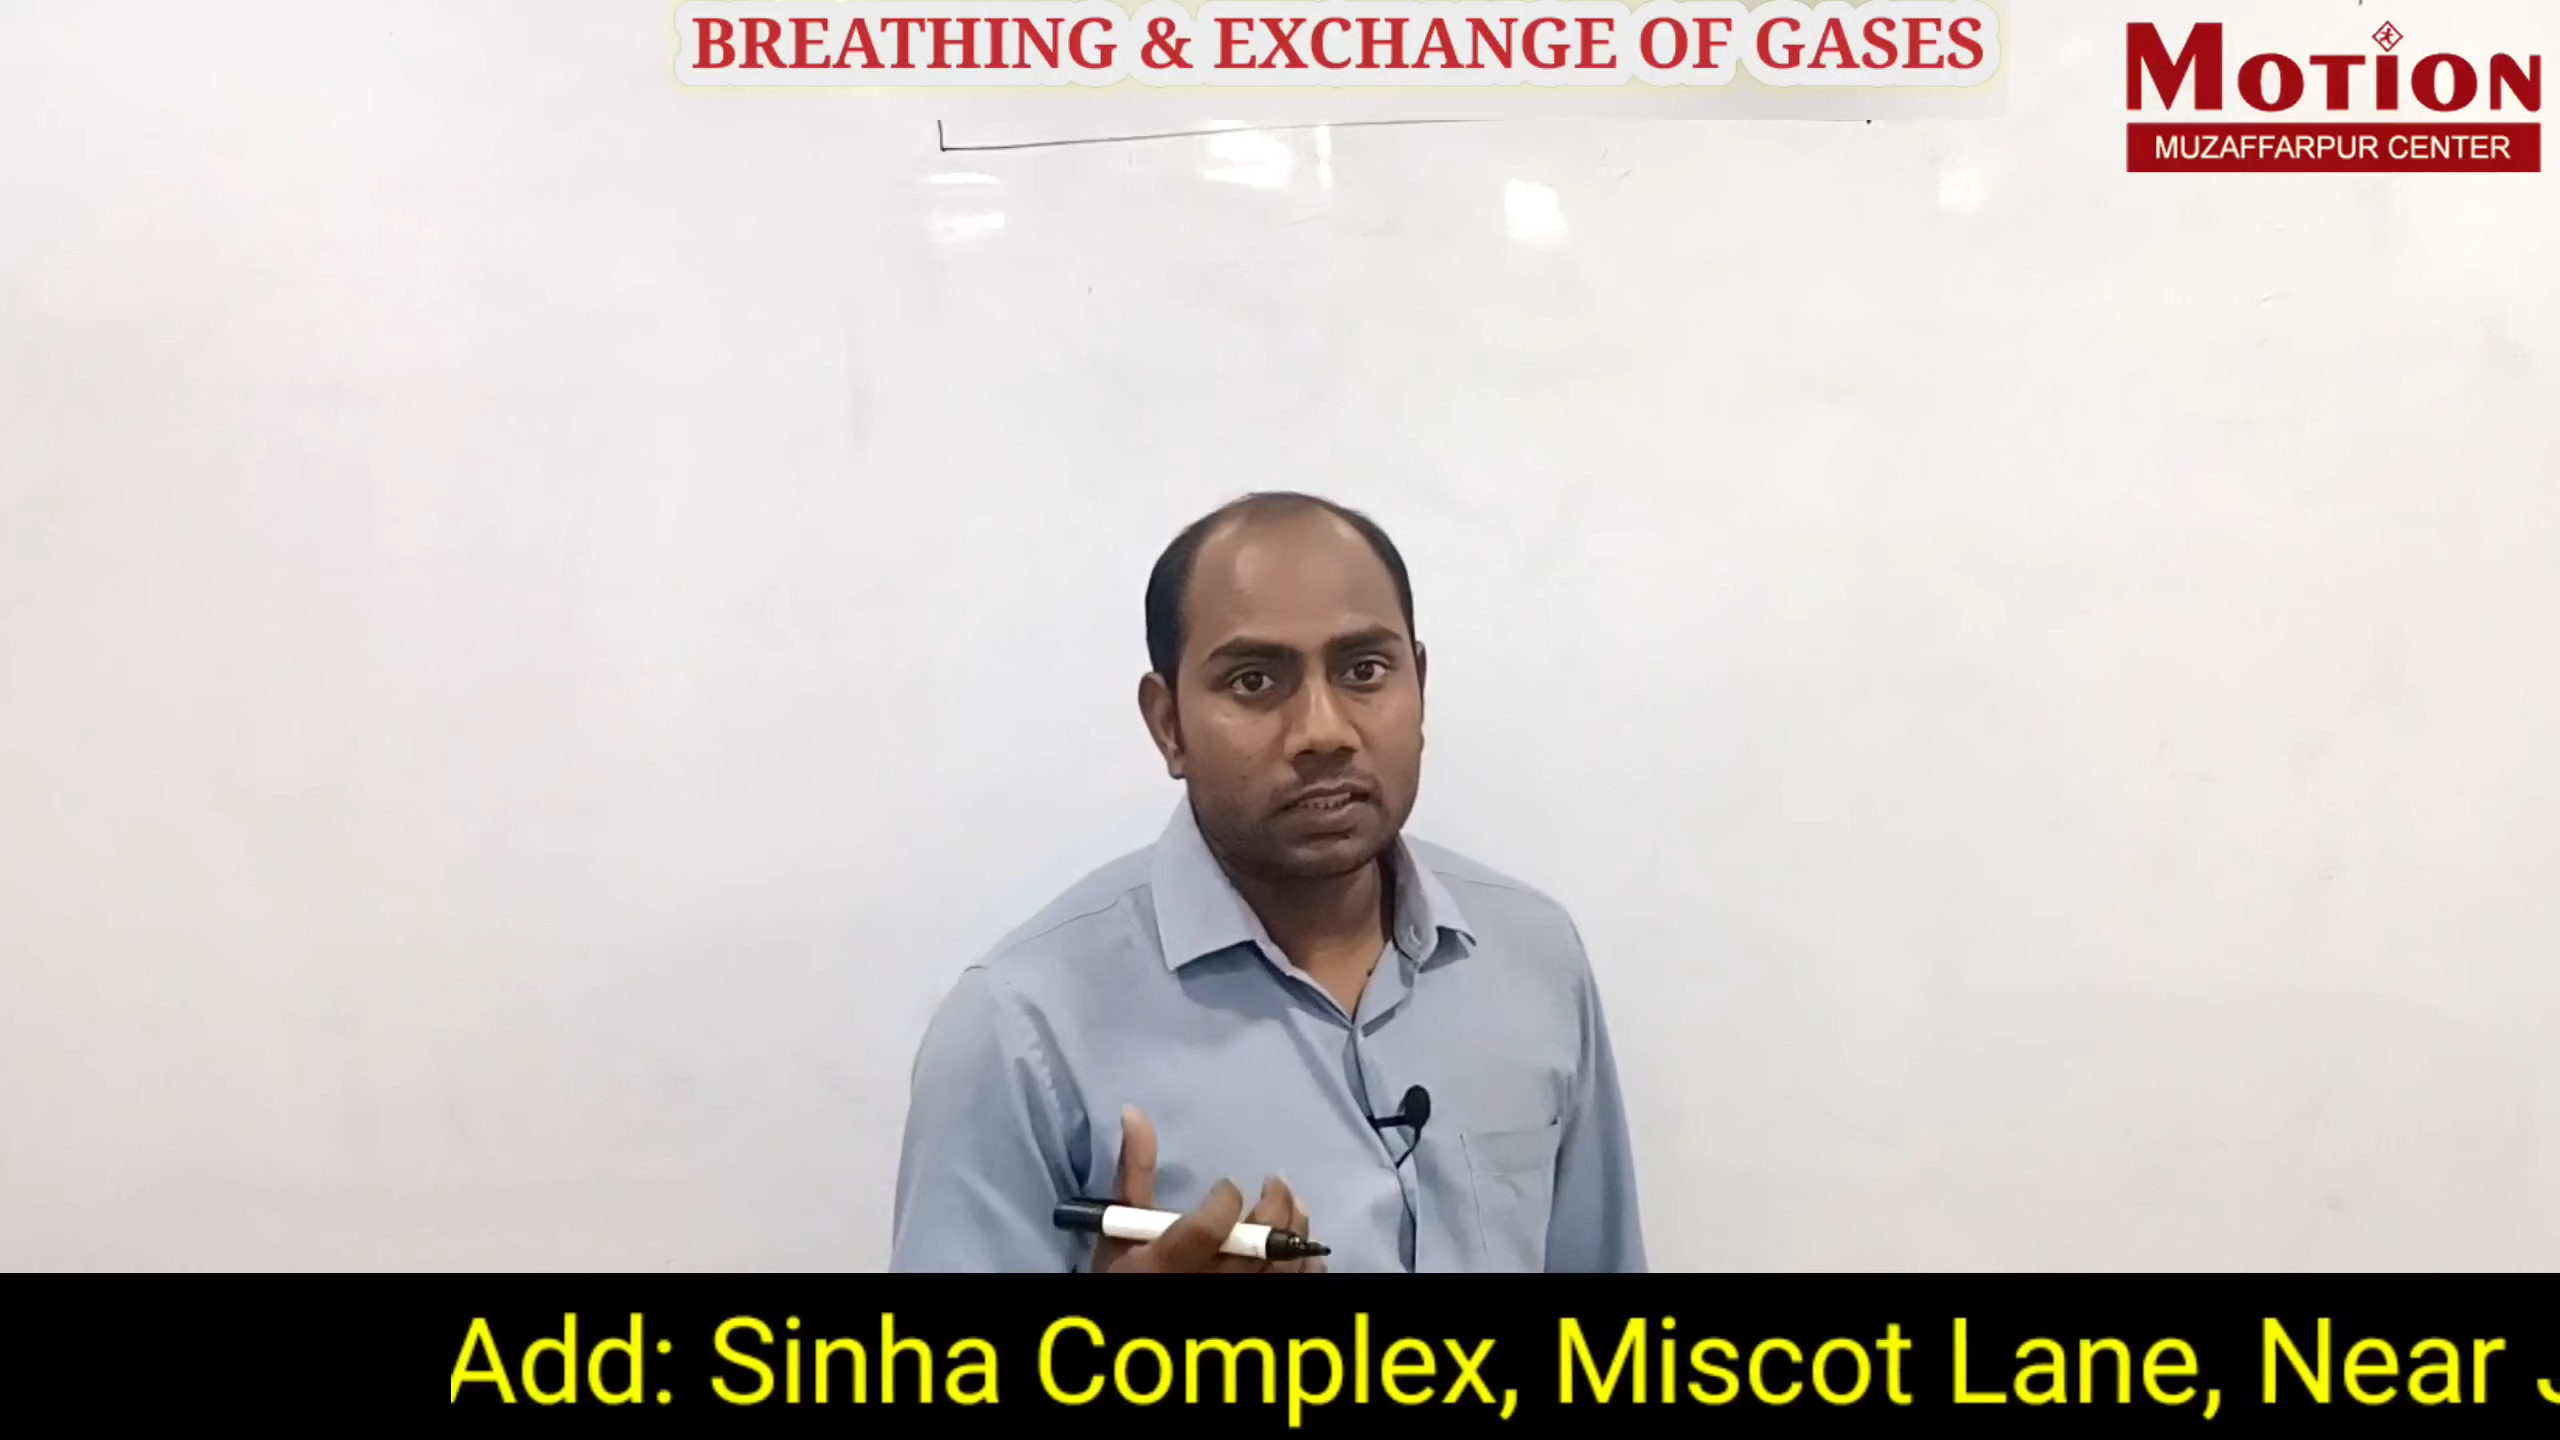 BREATHING & EXCHANGE OF GASES
MOTION
MUZAFFARPUR CENTER
Add: Sinha Complex, Miscot Lane, Near